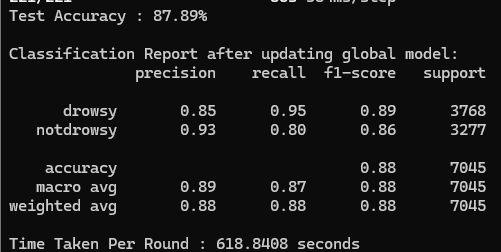 Test Accuracy : 87.89%
Classification Report after updating global model:
precision recall f1-score support
drowsy 0.85 0.95 0.89 3768
notdrowsy 0.93 0.80 0.86 3277
accuracy 0.88 7045
macro avg 0.89 0.87 0.88 7045
weighted avg 0.88 0.88 0.88 7045
Time Taken Per Round : 618.8408 seconds